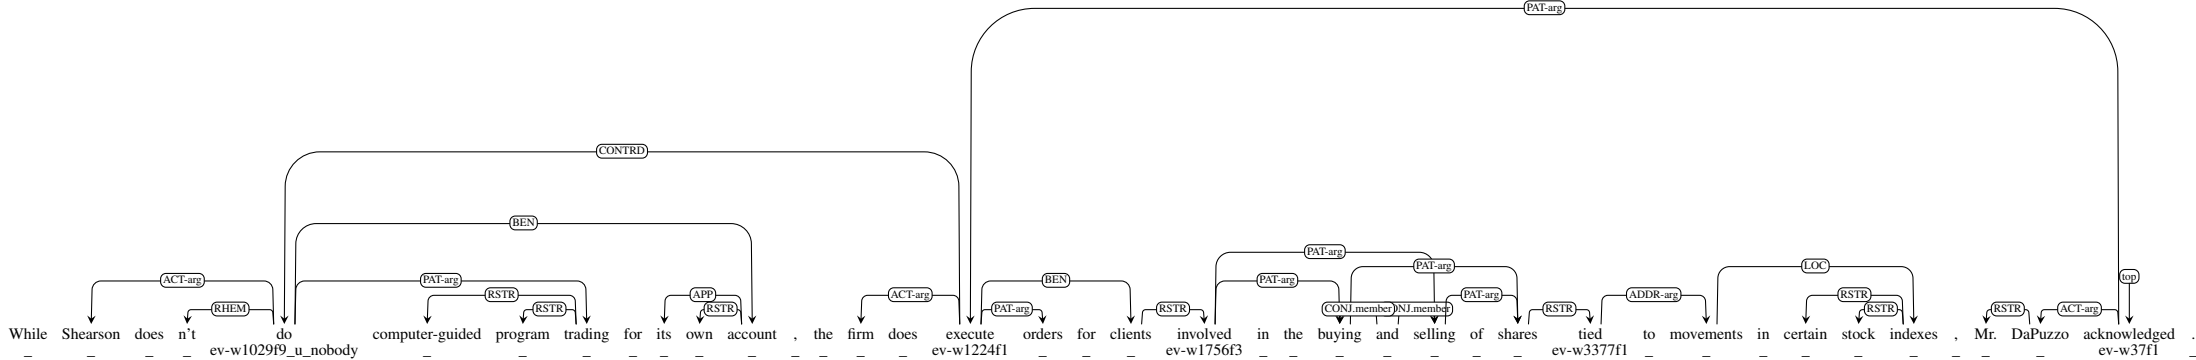 PAT-arg
CONTRD
BEN
PAT-arg
ACT-arg PAT-arg PAT-arg PAT-arg BEN LOC top
RSTR APP ACT-arg PAT-arg ADDR-arg RSTR
RHEM RSTR RSTR PAT-arg RSTR CONJ.member ONJ.member RSTR RSTR RSTR ACT-arg
While Shearson does n't do computer-guided program trading for its own account , the firm does execute orders for clients involved in the buying and selling of shares tied to movements in certain stock indexes , Mr. DaPuzzo acknowledged .
_ _ _ _ ev-w1029f9_u_nobody _ _ _ _ _ _ _ _ _ _ _ ev-w1224f1 _ _ _ ev-w1756f3 _ _ _ _ _ _ _ ev-w3377f1 _ _ _ _ _ _ _ _ _ ev-w37f1 _